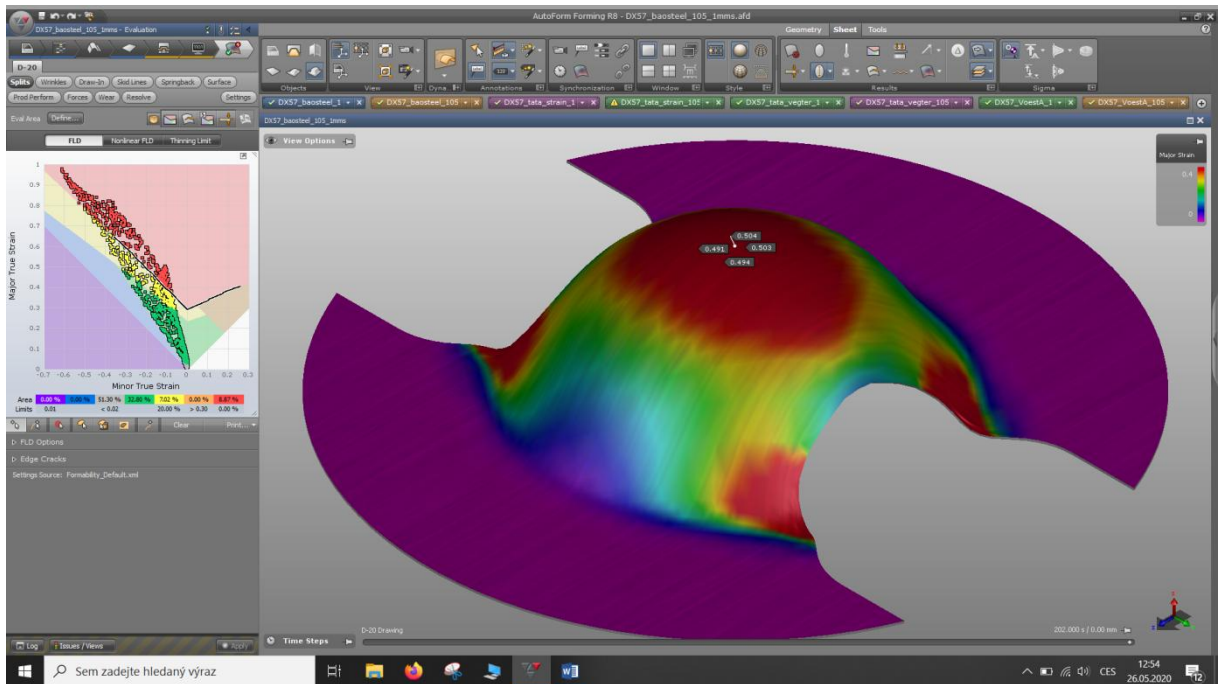 AutoForm Forming R8 - DX57_baosteel_105_1mms.afd
DX57_baosteel_105_1mms - Evaluation
Geometry Sheet Tools
D-20
Splits Wrinkles Draw-In Skid Lines Springback Surface
Prod Perform Forces Wear Resolve Settings
Objects View Dyna. Annotations Synchronization Window Style Results Sigma
DX57_baosteel_1 DX57_baosteel_105 DX57_tata_strain_1 DX57_tata_strain_105 DX57_tata_vegter_1 DX57_tata_vegter_105 DX57_VoestA_1 DX57_VoestA_105
Eval Area Define...
DX57_baosteel_105_1mms
FLD Nonlinear FLD Thinning Limit
View Options
Major Strain
0.4
0
1
0.9
0.8
0.7
0.6
0.5
0.4
0.3
0.2
0.1
0
Major True Strain
-0.7 -0.6 -0.5 -0.4 -0.3 -0.2 -0.1 0 0.1 0.2 0.3
Minor True Strain
0.504
0.491 0.503
0.494
Area 0.00 % 0.00 % 51.30 % 32.80 % 7.02 % 0.00 % 8.87 %
Limits 0.01 < 0.02 20.00 % > 0.30 0.00 %
Clear Print...
FLD Options
Edge Cracks
Settings Source: Formability_Default.xml
D-20 Drawing
202.000 s / 0.00 mm
Log Issues / Views Apply
Time Steps
Sem zadejte hledaný výraz
CES
12:54
26.05.2020
12